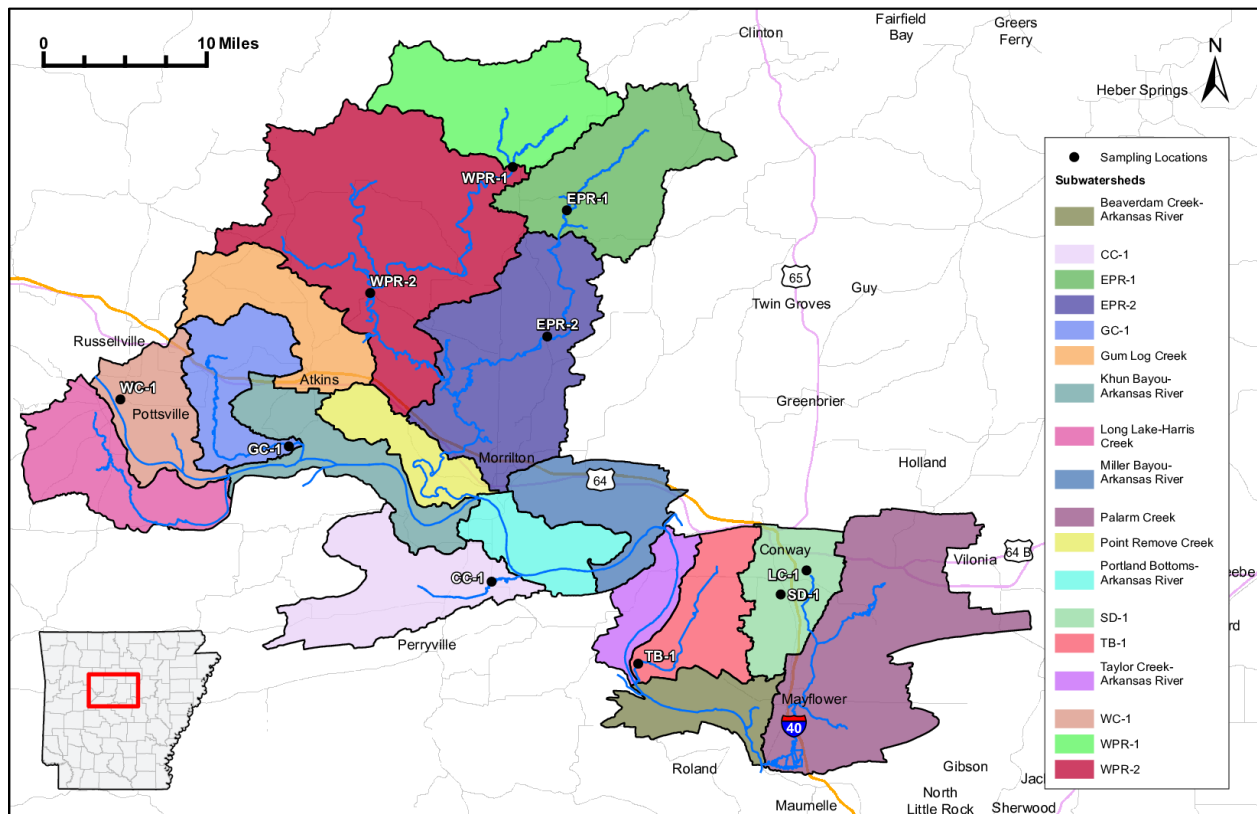 0 10 Miles
Clinton
Fairfield
Bay
Greers
Ferry
N
Heber Springs
WPR-1
EPR-1
65
Guy
Twin Groves
WPR-2
EPR-2
Russellville
Atkins
WC-1
Pottsville
Greenbrier
GC-1
Morrilton
Holland
64
Conway
Vilonia
64 B
LC-1
SD-1
CC-1
Perryville
TB-1
Mayflower
40
Roland
Gibson
Maumelle
North
Little Rock
Sherwood
Sampling Locations
Subwatersheds
Beaverdam Creek-
Arkansas River
CC-1
EPR-1
EPR-2
GC-1
Gum Log Creek
Khun Bayou-
Arkansas River
Long Lake-Harris
Creek
Miller Bayou-
Arkansas River
Palarm Creek
Point Remove Creek
Portland Bottoms-
Arkansas River
SD-1
TB-1
Taylor Creek-
Arkansas River
WC-1
WPR-1
WPR-2